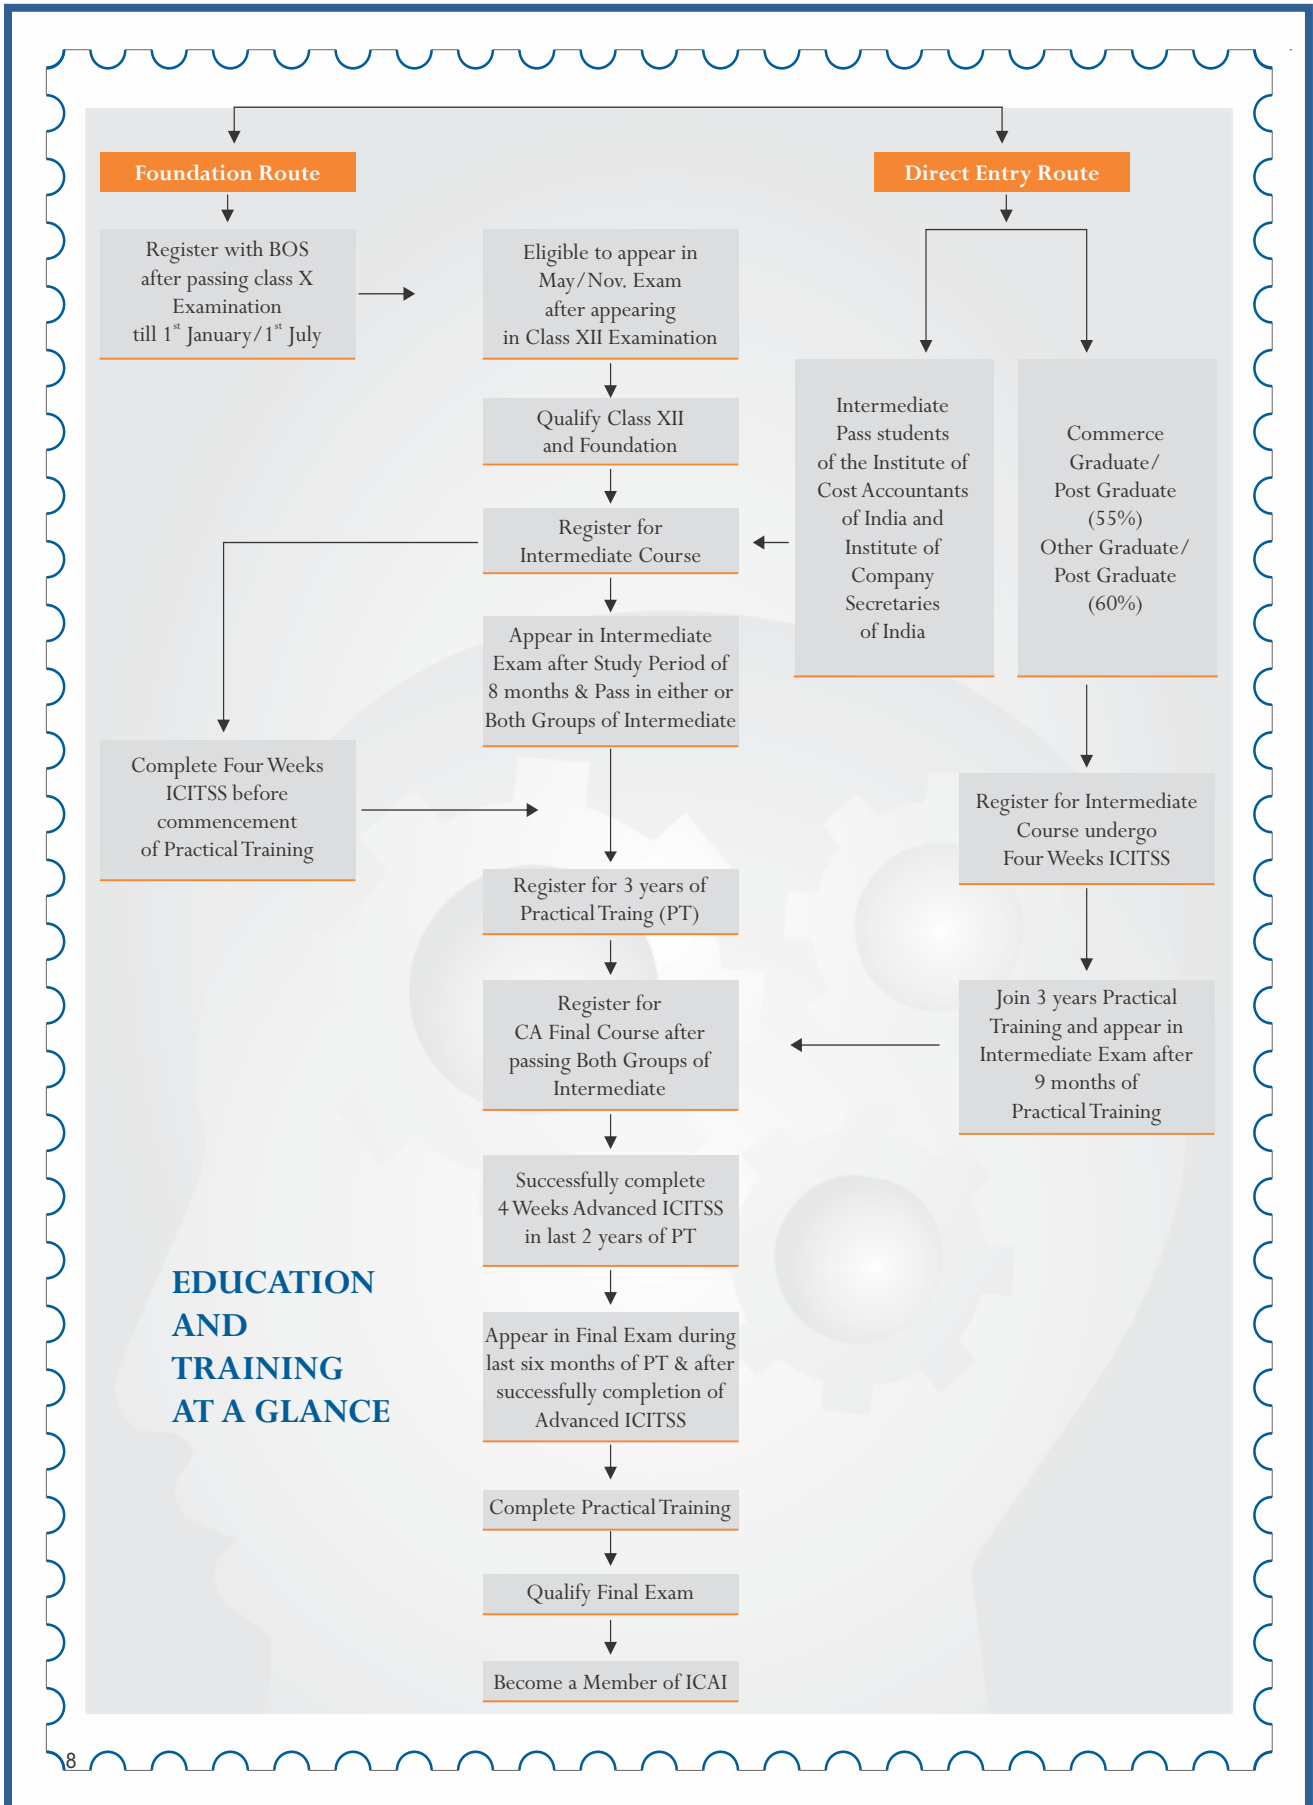 Foundation Route
Direct Entry Route
Register with BOS
after passing class X
Examination
till 1st January/1st July
Eligible to appear in
May/Nov. Exam
after appearing
in Class XII Examination
Qualify Class XII
and Foundation
Register for
Intermediate Course
Intermediate
Pass students
of the Institute of
Cost Accountants
of India and
Institute of
Company
Secretaries
of India
Commerce
Graduate/
Post Graduate
(55%)
Other Graduate/
Post Graduate
(60%)
Appear in Intermediate
Exam after Study Period of
8 months & Pass in either or
Both Groups of Intermediate
Complete Four Weeks
ICITSS before
commencement
of Practical Training
Register for Intermediate
Course undergo
Four Weeks ICITSS
Register for 3 years of
Practical Traing (PT)
Register for
CA Final Course after
passing Both Groups of
Intermediate
Join 3 years Practical
Training and appear in
Intermediate Exam after
9 months of
Practical Training
Successfully complete
4 Weeks Advanced ICITSS
in last 2 years of PT
EDUCATION
AND
TRAINING
AT A GLANCE
Appear in Final Exam during
last six months of PT & after
successfully completion of
Advanced ICITSS
Complete Practical Training
Qualify Final Exam
Become a Member of ICAI
8